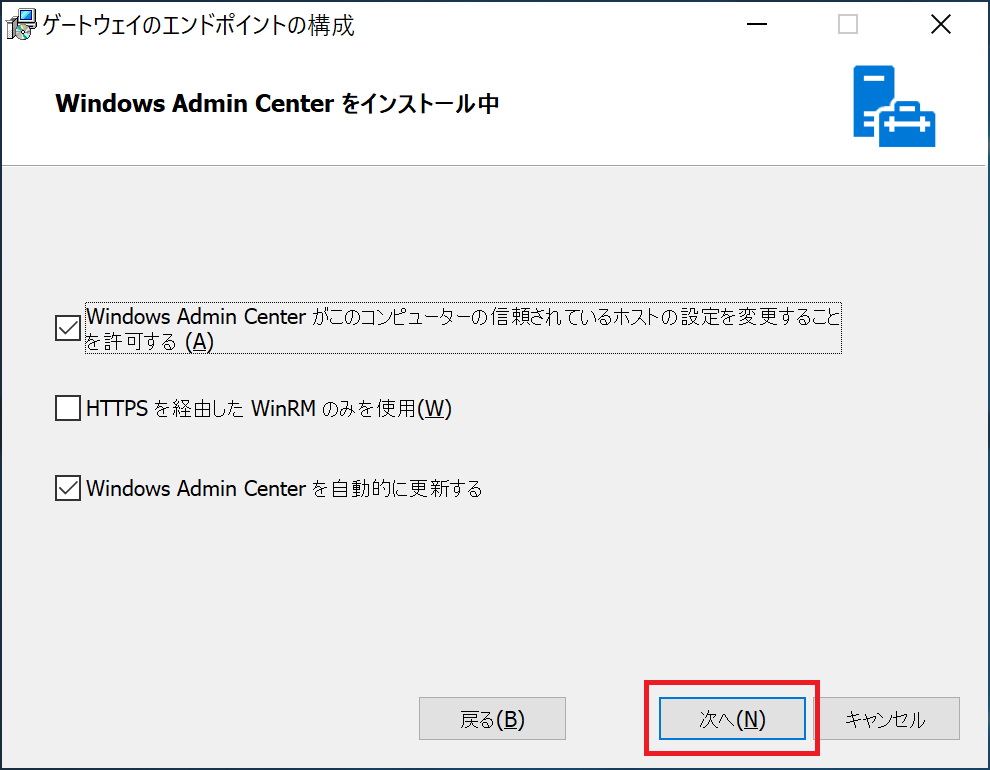 ゲートウェイのエンドポイントの構成
Windows Admin Center をインストール中
Windows Admin Center がこのコンピューターの信頼されているホストの設定を変更すること
を許可する (A)
HTTPS を経由した WinRM のみを使用(W)
Windows Admin Center を自動的に更新する
戻る(B) 次へ(N) キャンセル